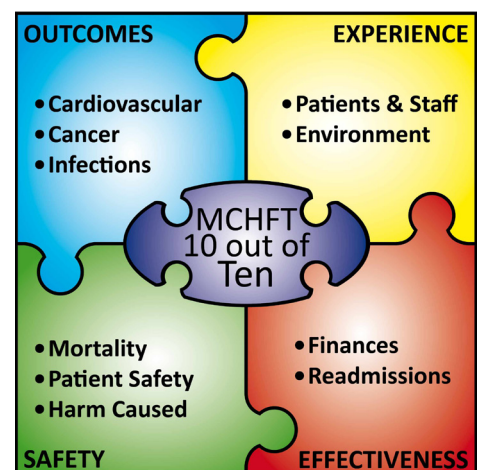 OUTCOMES
• Cardiovascular
• Cancer
• Infections
EXPERIENCE
• Patients & Staff
• Environment
MCHFT
10 out of
Ten
• Mortality
• Patient Safety
• Harm Caused
SAFETY
• Finances
• Readmissions
EFFECTIVENESS